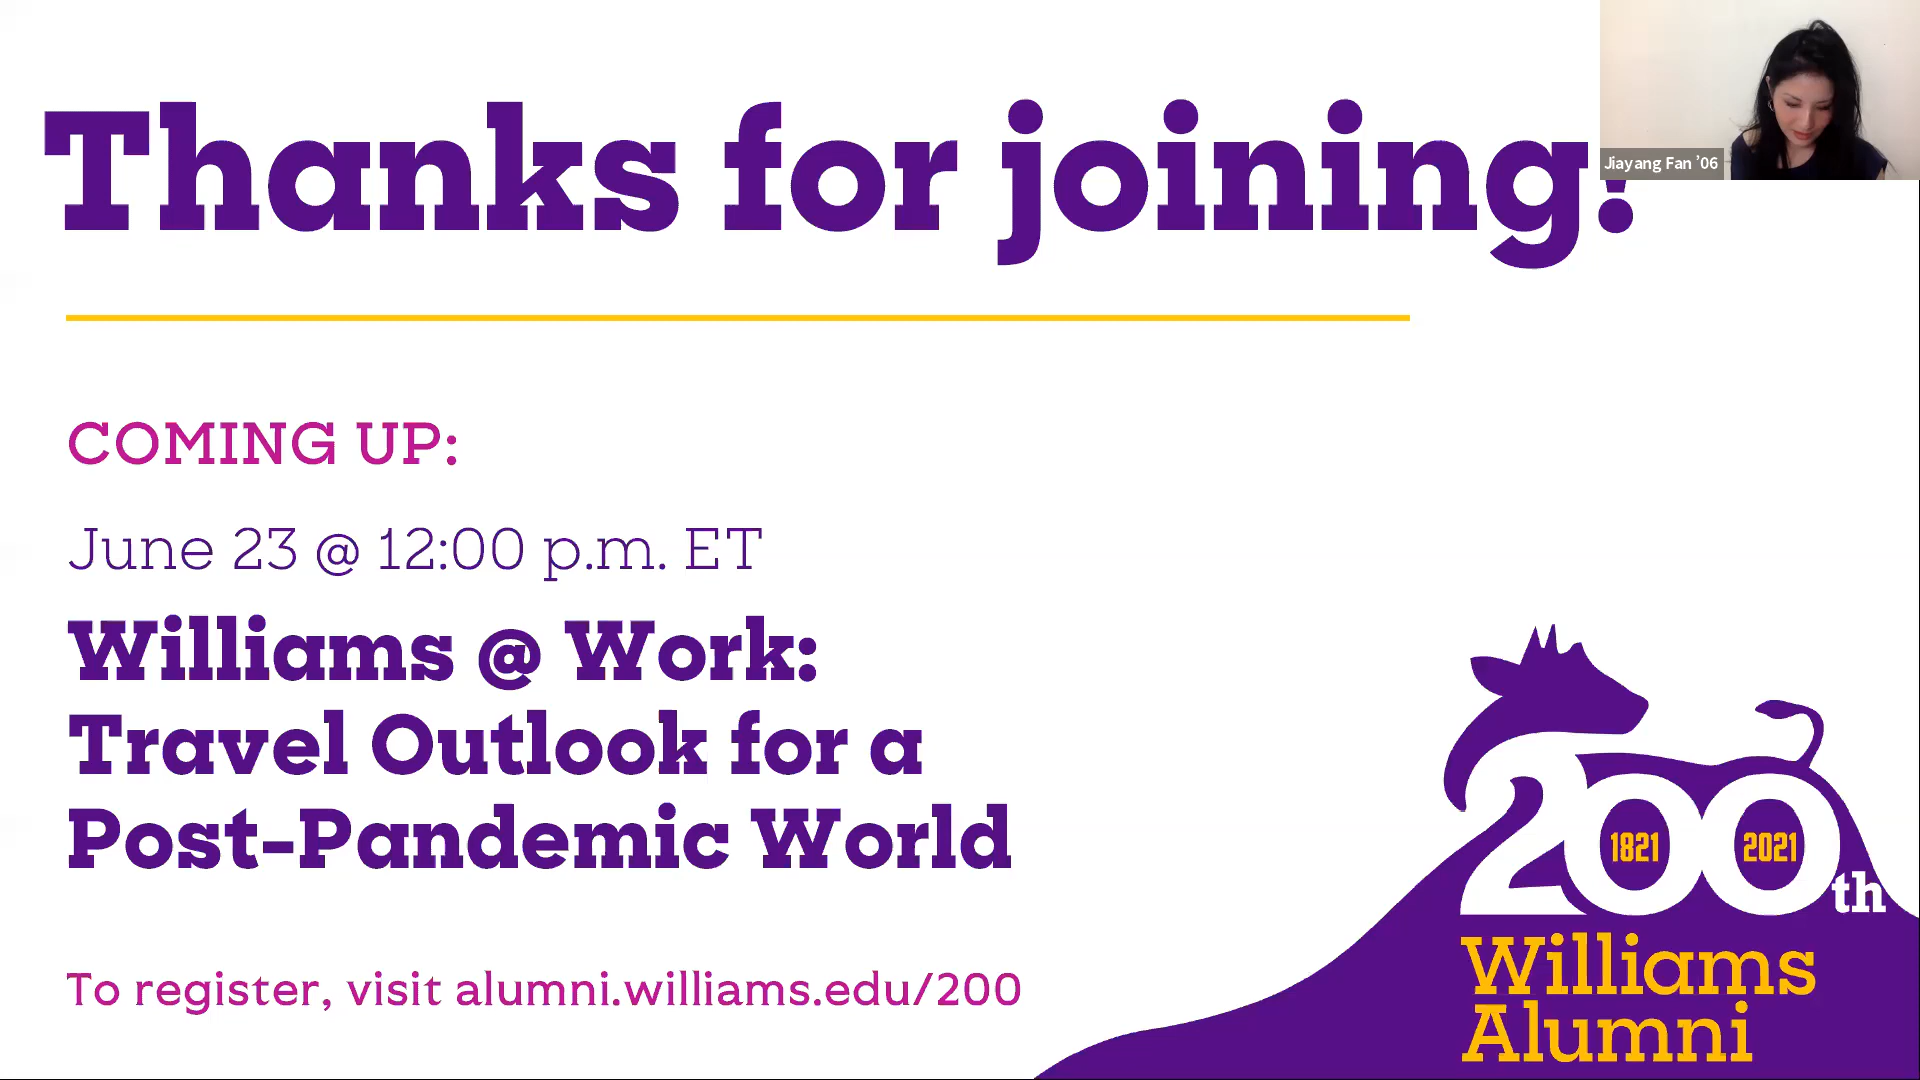 Thanks for joining!
Jiayang Fan ’06
COMING UP:
June 23 @ 12:00 p.m. ET
Williams @ Work:
Travel Outlook for a
Post-Pandemic World
To register, visit alumni.williams.edu/200
200th
1821 2021
Williams
Alumni